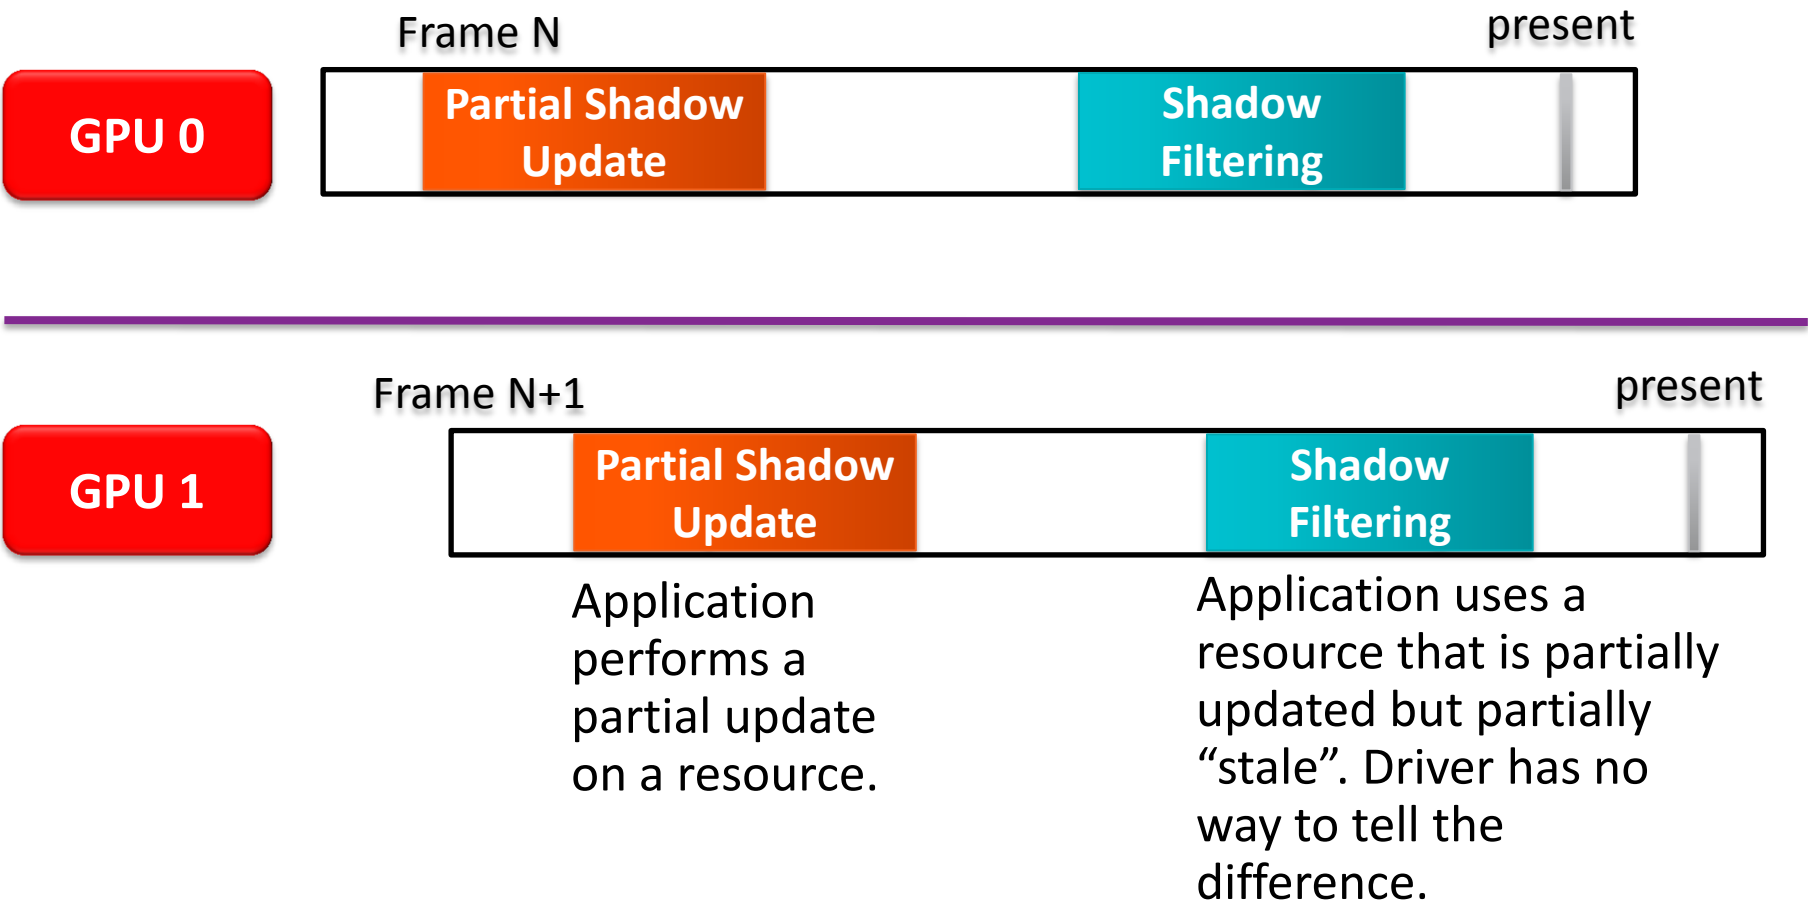 Frame N
present
GPU 0
Partial Shadow
Update
Shadow
Filtering
Frame N+1
present
GPU 1
Partial Shadow
Update
Shadow
Filtering
Application
performs a
partial update
on a resource.
Application uses a
resource that is partially
updated but partially
“stale”. Driver has no
way to tell the
difference.